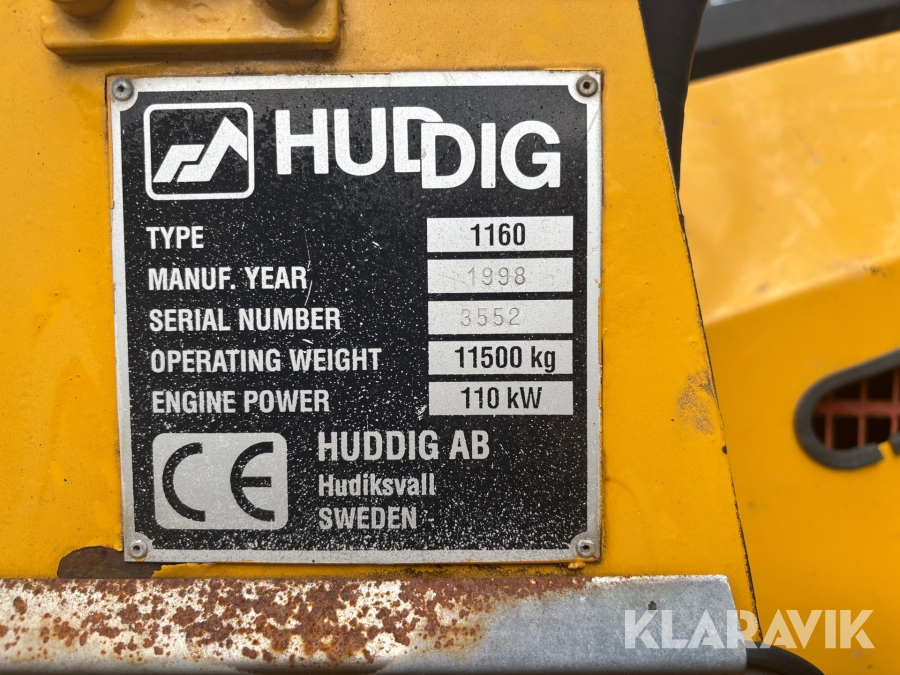 HUDDIG
TYPE 1160
MANUF. YEAR 1998
SERIAL NUMBER 3552
OPERATING WEIGHT 11500 kg
ENGINE POWER 110 kW
CE HUDDIG AB
Hudiksvall
SWEDEN
KLARAVIK